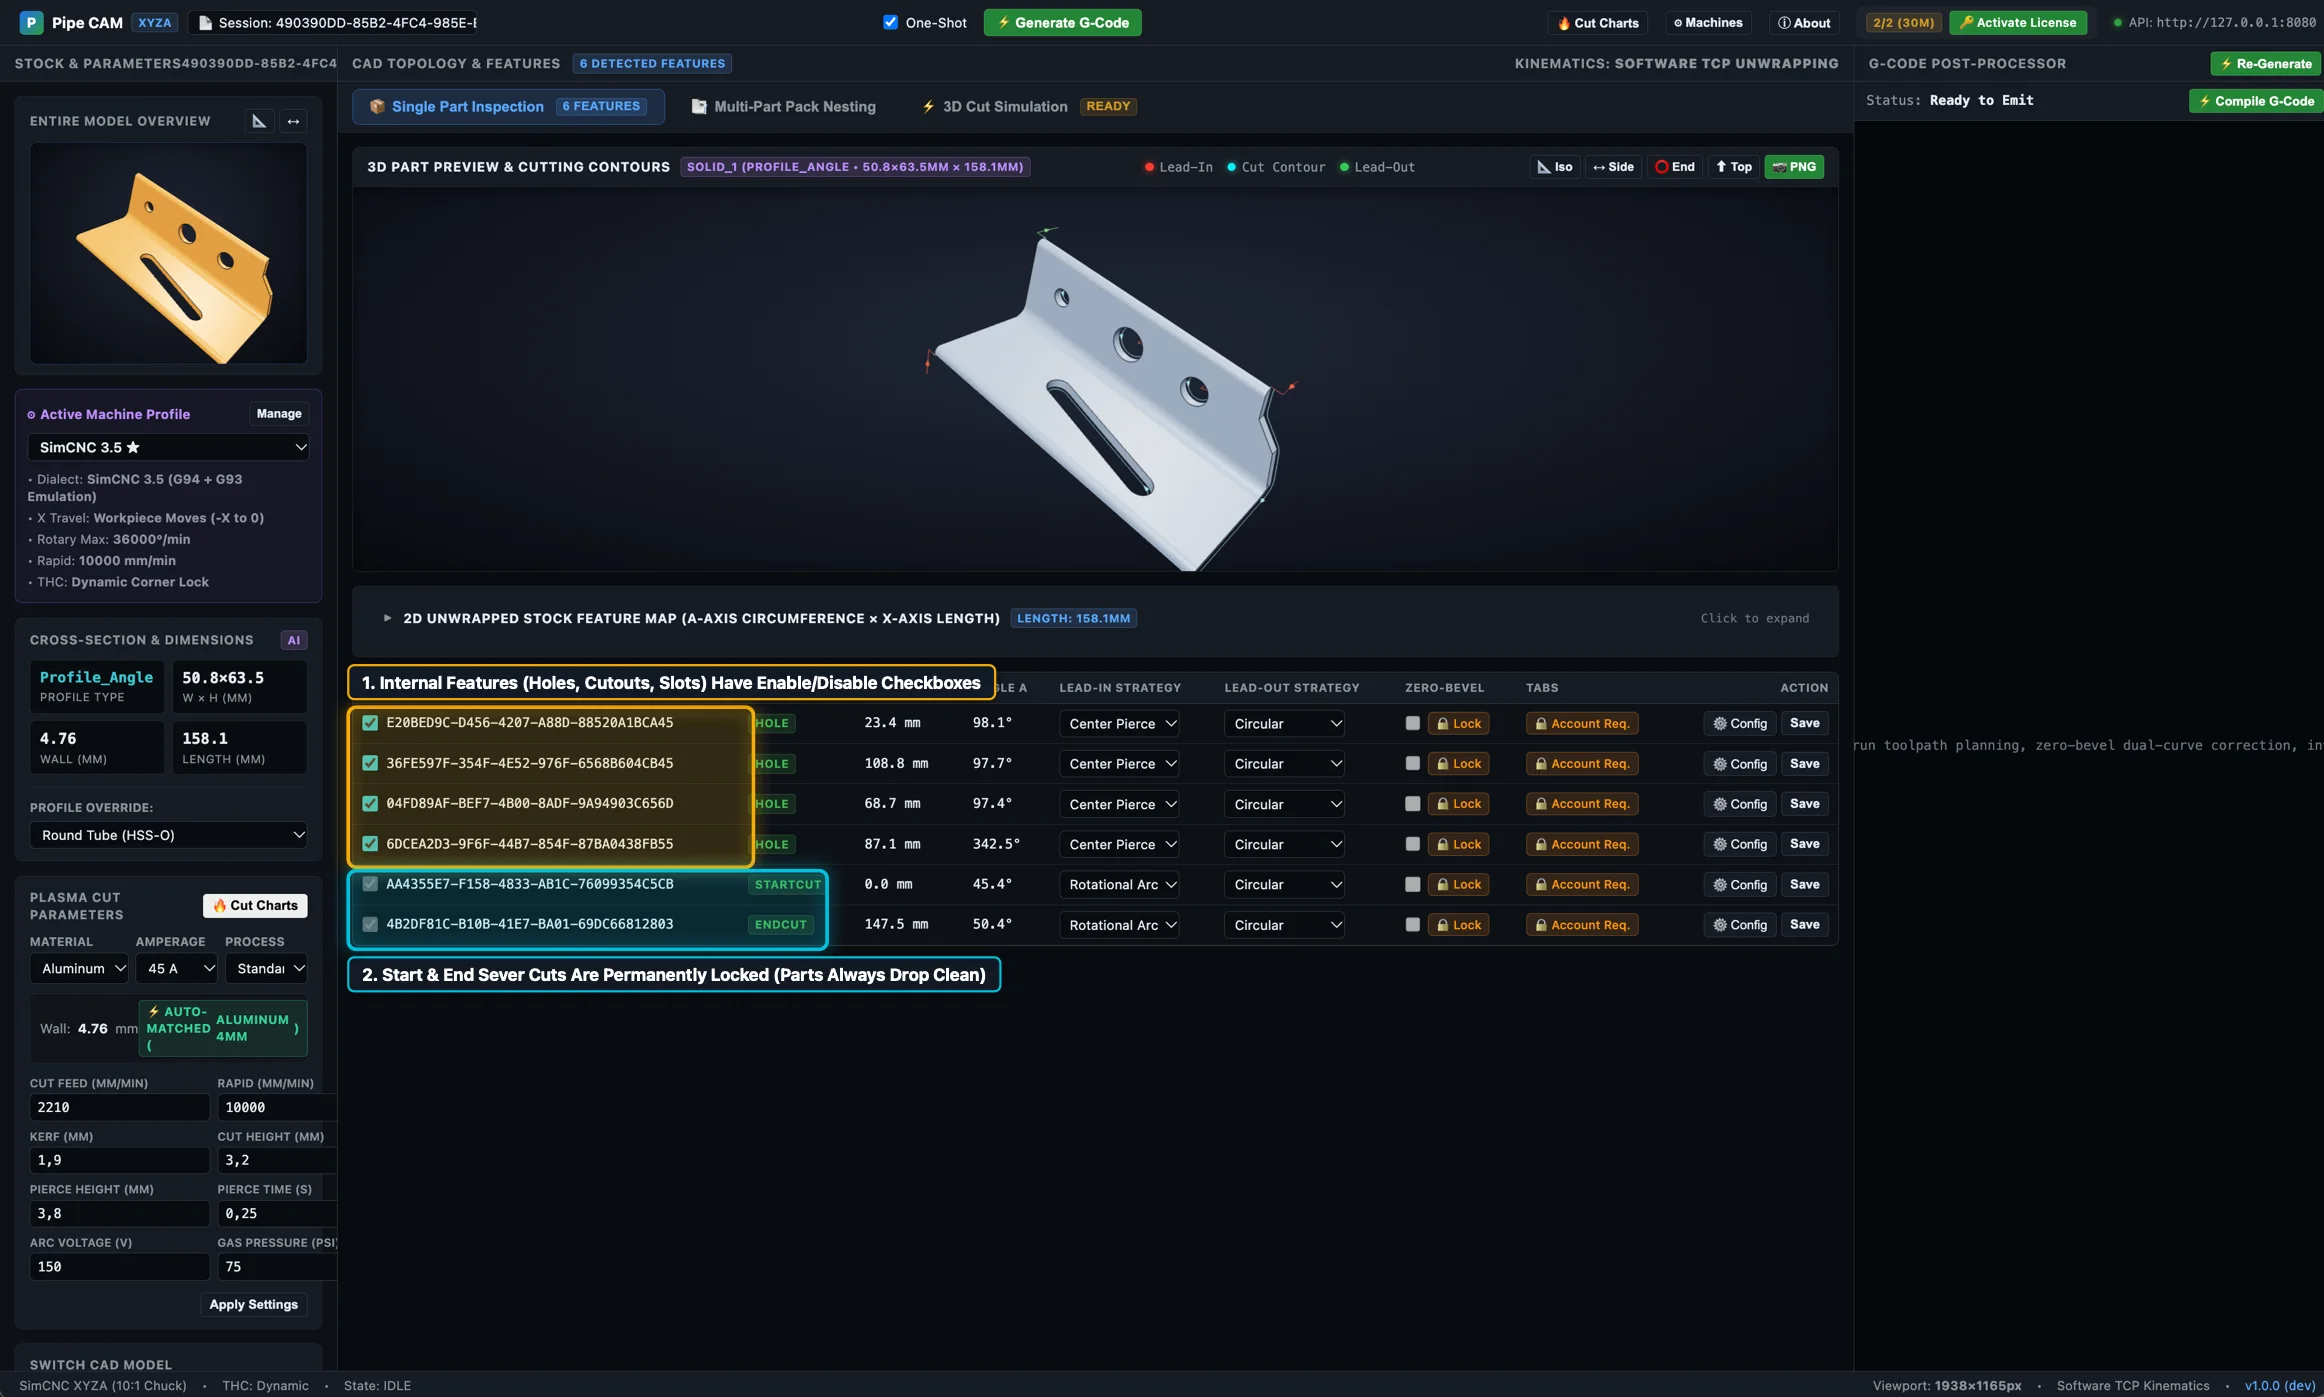 P Pipe CAM XYZA Session: 490390DD-85B2-4FC4-985E-E
One-Shot ⚡ Generate G-Code
Cut Charts Machines About 2/2 (30M) Activate License API: http://127.0.0.1:8080
STOCK & PARAMETERS490390DD-85B2-4FC4
CAD TOPOLOGY & FEATURES 6 DETECTED FEATURES
KINEMATICS: SOFTWARE TCP UNWRAPPING
G-CODE POST-PROCESSOR ⚡ Re-Generate
Status: Ready to Emit ⚡ Compile G-Code
Single Part Inspection 6 FEATURES Multi-Part Pack Nesting ⚡ 3D Cut Simulation READY
ENTIRE MODEL OVERVIEW
3D PART PREVIEW & CUTTING CONTOURS SOLID_1 (PROFILE_ANGLE • 50.8×63.5MM × 158.1MM)
Lead-In Cut Contour Lead-Out
Iso ↔ Side End ⬆ Top PNG
Active Machine Profile Manage
SimCNC 3.5 ★
• Dialect: SimCNC 3.5 (G94 + G93
Emulation)
• X Travel: Workpiece Moves (-X to 0)
• Rotary Max: 36000°/min
• Rapid: 10000 mm/min
• THC: Dynamic Corner Lock
CROSS-SECTION & DIMENSIONS AI
Profile_Angle
PROFILE TYPE
50.8×63.5
W × H (MM)
4.76
WALL (MM)
158.1
LENGTH (MM)
PROFILE OVERRIDE:
Round Tube (HSS-O)
PLASMA CUT
PARAMETERS
Cut Charts
MATERIAL AMPERAGE PROCESS
Aluminum 45 A Standar
Wall: 4.76 mm
⚡ AUTO-
MATCHED
(
ALUMINUM
4MM
)
CUT FEED (MM/MIN) RAPID (MM/MIN)
2210 10000
KERF (MM) CUT HEIGHT (MM)
1,9 3,2
PIERCE HEIGHT (MM) PIERCE TIME (S)
3,8 0,25
ARC VOLTAGE (V) GAS PRESSURE (PSI)
150 75
Apply Settings
SWITCH CAD MODEL
▶ 2D UNWRAPPED STOCK FEATURE MAP (A-AXIS CIRCUMFERENCE × X-AXIS LENGTH) LENGTH: 158.1MM Click to expand
1. Internal Features (Holes, Cutouts, Slots) Have Enable/Disable Checkboxes
GLE A LEAD-IN STRATEGY LEAD-OUT STRATEGY ZERO-BEVEL TABS ACTION
E20BED9C-D456-4207-A88D-88520A1BCA45 HOLE 23.4 mm 98.1° Center Pierce Circular Lock Account Req. Config Save
36FE597F-354F-4E52-976F-6568B604CB45 HOLE 108.8 mm 97.7° Center Pierce Circular Lock Account Req. Config Save
04FD89AF-BEF7-4B00-8ADF-9A94903C656D HOLE 68.7 mm 97.4° Center Pierce Circular Lock Account Req. Config Save
6DCEA2D3-9F6F-44B7-854F-87BA0438FB55 HOLE 87.1 mm 342.5° Center Pierce Circular Lock Account Req. Config Save
AA4355E7-F158-4833-AB1C-76099354C5CB STARTCUT 0.0 mm 45.4° Rotational Arc Circular Lock Account Req. Config Save
4B2DF81C-B10B-41E7-BA01-69DC66812803 ENDCUT 147.5 mm 50.4° Rotational Arc Circular Lock Account Req. Config Save
2. Start & End Sever Cuts Are Permanently Locked (Parts Always Drop Clean)
run toolpath planning, zero-bevel dual-curve correction, in
SimCNC XYZA (10:1 Chuck) • THC: Dynamic • State: IDLE
Viewport: 1938×1165px • Software TCP Kinematics • v1.0.0 (dev)